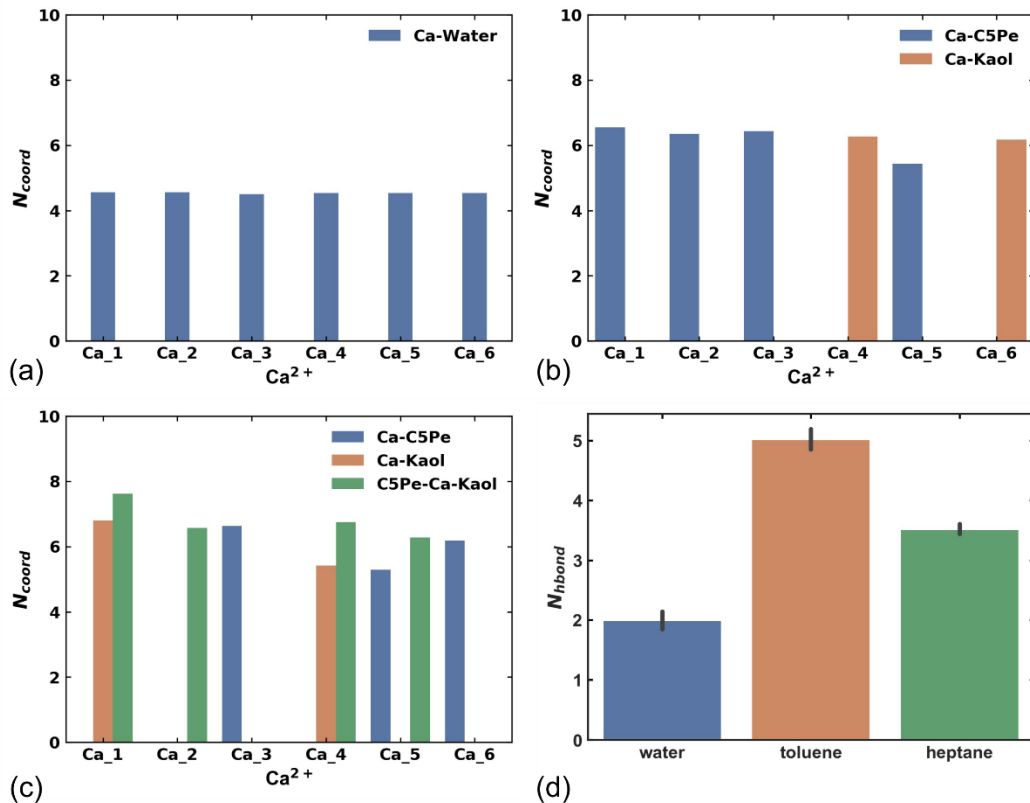 10
8
6
4
2
0
N_coord
Ca-Water
Ca_1 Ca_2 Ca_3 Ca_4 Ca_5 Ca_6
Ca²⁺
(a)
10
8
6
4
2
0
N_coord
Ca-C5Pe
Ca-Kaol
Ca_1 Ca_2 Ca_3 Ca_4 Ca_5 Ca_6
Ca²⁺
(b)
10
8
6
4
2
0
N_coord
Ca-C5Pe
Ca-Kaol
C5Pe-Ca-Kaol
Ca_1 Ca_2 Ca_3 Ca_4 Ca_5 Ca_6
Ca²⁺
(c)
5
4
3
2
1
0
N_hbond
water toluene heptane
(d)